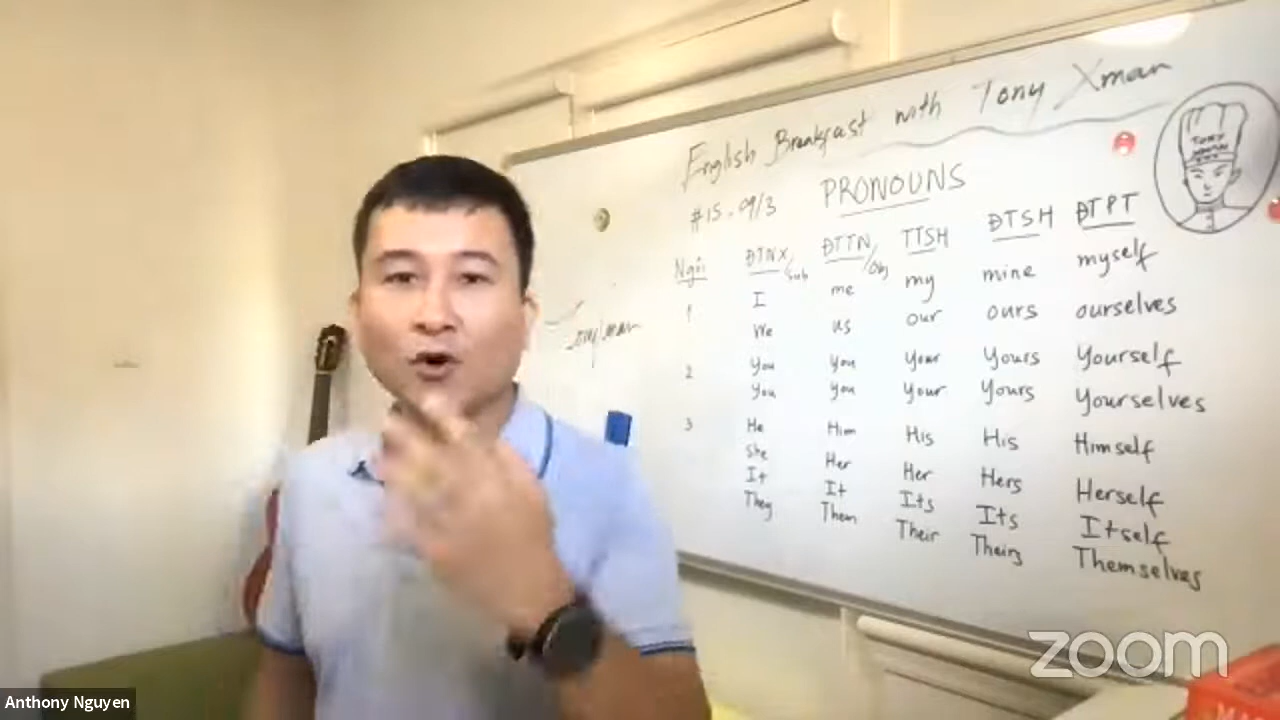 English Breakfast with Tony Xman
TONY
XMAN
#15 - 09/3 PRONOUNS
Ngôi ĐTNX/Sub ĐTTN/Obj TTSH ĐTSH ĐTPT
1 I me my mine myself
We us our ours ourselves
2 You you your Yours Yourself
You you Your Yours Yourselves
3 He Him His His Himself
She Her Her Hers Herself
It It Its Its Itself
They Them Their Theirs Themselves
zoom
Anthony Nguyen